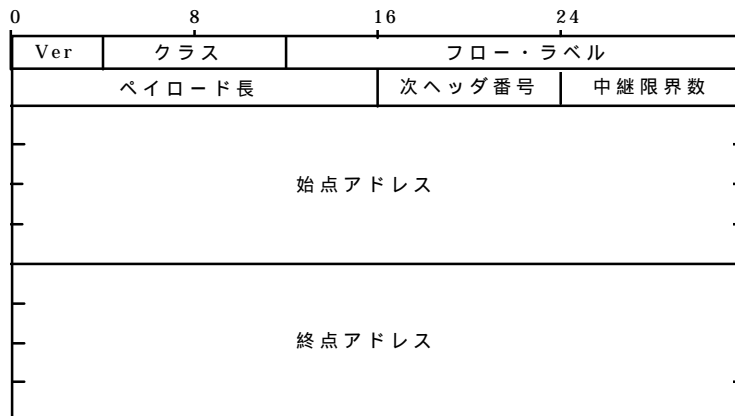 0 8 16 24
Ver クラス フロー・ラベル
ペイロード長 次ヘッダ番号 中継限界数
始点アドレス
終点アドレス